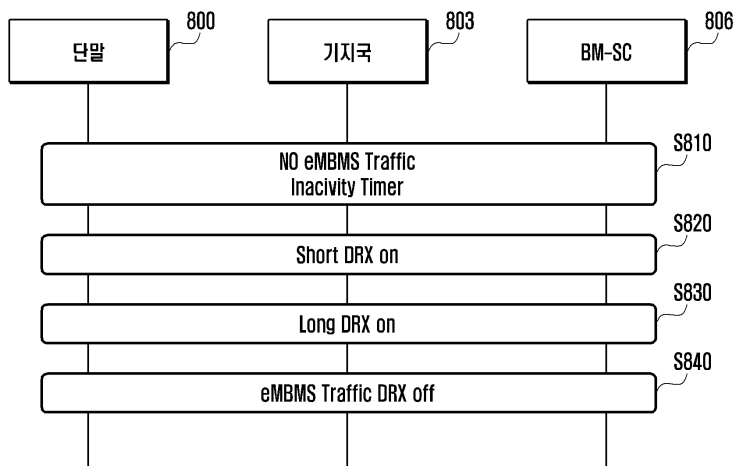 800
803
806
단말
기지국
BM-SC
S810
NO eMBMS Traffic
Inacivity Timer
S820
Short DRX on
S830
Long DRX on
S840
eMBMS Traffic DRX off